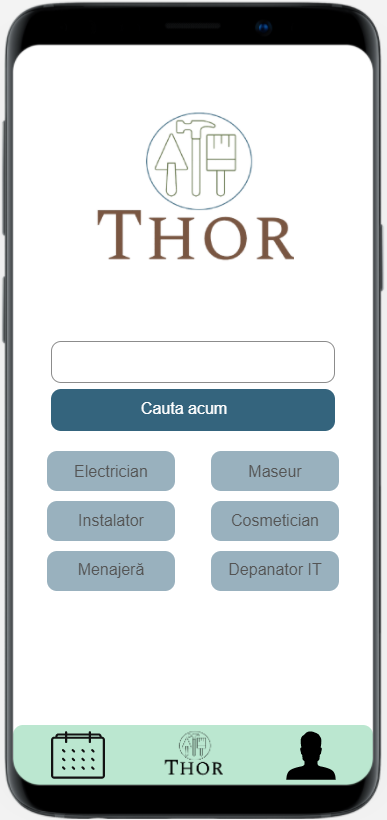 THOR
Cauta acum
Electrician
Maseur
Instalator
Cosmetician
Menajeră
Depanator IT
THOR